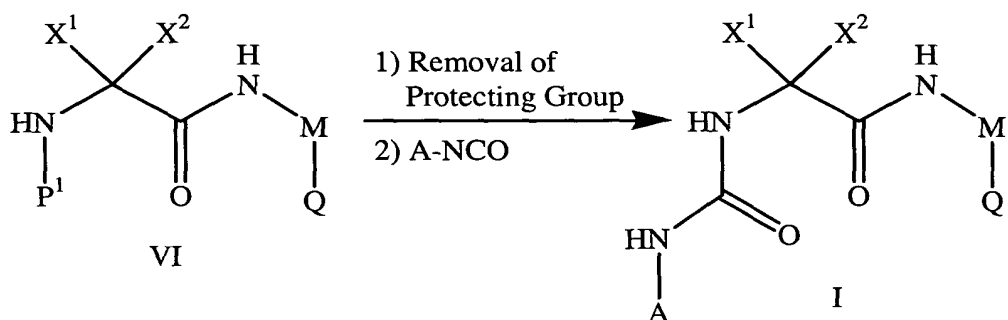 X¹ X²
H
N
HN
M
P¹
O
Q
VI
1) Removal of
Protecting Group
2) A-NCO
X¹ X²
H
N
HN
M
O
Q
HN
O
A
I